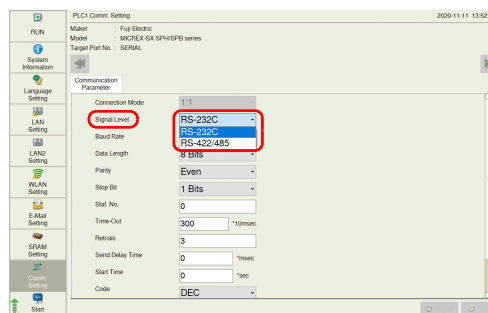 PLC1 Comm. Setting
2020-11-11 13:52
Maker : Fuji Electric
Model : MICREX-SX SPH/SPB series
Target Port No. : SERIAL
RUN
System
Information
Language
Setting
LAN
Setting
LAN2
Setting
WLAN
Setting
E-Mail
Setting
SRAM
Setting
Comm.
Setting
Start
Communication
Parameter
Connection Mode
1:1
Signal Level
RS-232C
RS-232C
RS-422/485
Baud Rate
Data Length
8 Bits
Parity
Even
Stop Bit
1 Bits
Stat. No.
0
Time-Out
300 *10msec
Retrials
3
Send Delay Time
0 *msec
Start Time
0 *sec
Code
DEC